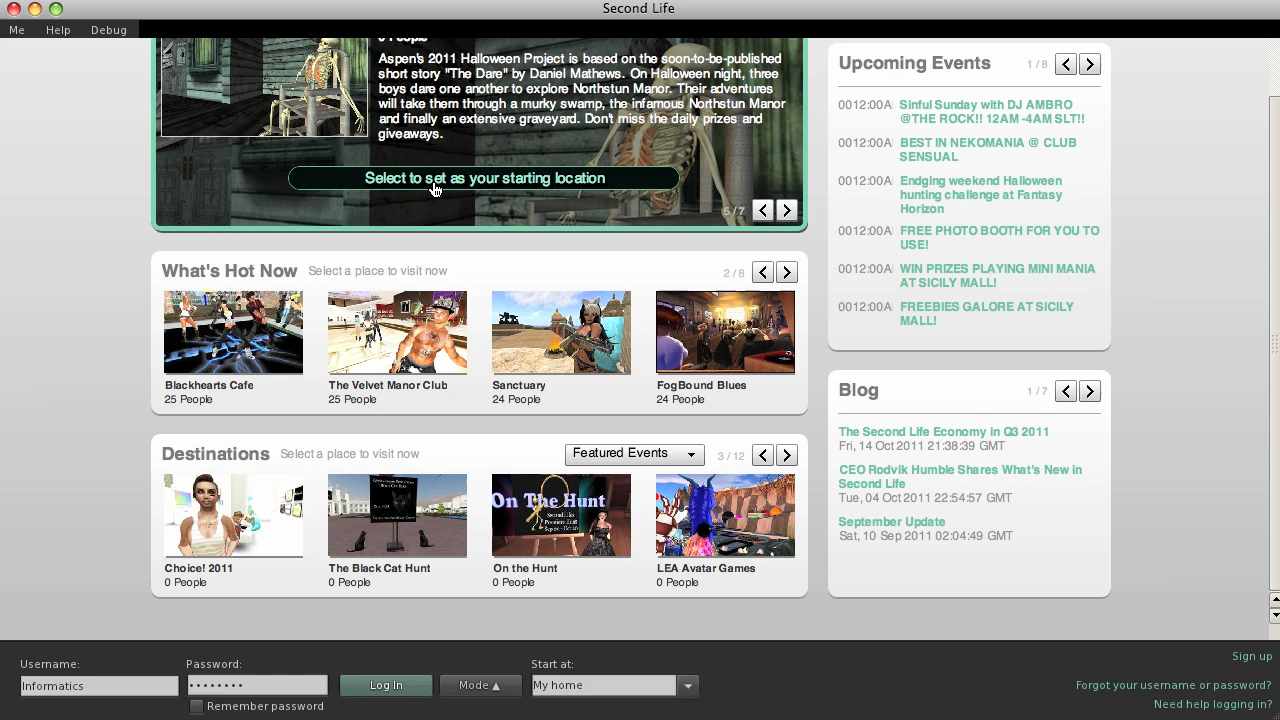 Second Life
Me Help Debug
0 People
Aspen's 2011 Halloween Project is based on the soon-to-be-published
short story "The Dare" by Daniel Mathews. On Halloween night, three
boys dare one another to explore Northstun Manor. Their adventures
will take them through a murky swamp, the infamous Northstun Manor
and finally an extensive graveyard. Don't miss the daily prizes and
giveaways.
Select to set as your starting location
/ 7
What's Hot Now Select a place to visit now 2 / 8
Blackhearts Cafe
25 People
The Velvet Manor Club
25 People
Sanctuary
24 People
FogBound Blues
24 People
Destinations Select a place to visit now Featured Events 3 / 12
On The Hunt
Choice! 2011
0 People
The Black Cat Hunt
0 People
On the Hunt
0 People
LEA Avatar Games
0 People
Upcoming Events 1 / 8
0012:00A Sinful Sunday with DJ AMBRO
@THE ROCK!! 12AM -4AM SLT!!
0012:00A BEST IN NEKOMANIA @ CLUB
SENSUAL
0012:00A Endging weekend Halloween
hunting challenge at Fantasy
Horizon
0012:00A FREE PHOTO BOOTH FOR YOU TO
USE!
0012:00A WIN PRIZES PLAYING MINI MANIA
AT SICILY MALL!
0012:00A FREEBIES GALORE AT SICILY
MALL!
Blog 1 / 7
The Second Life Economy in Q3 2011
Fri, 14 Oct 2011 21:38:39 GMT
CEO Rodvik Humble Shares What's New in
Second Life
Tue, 04 Oct 2011 22:54:57 GMT
September Update
Sat, 10 Sep 2011 02:04:49 GMT
Username: Password: Start at:
Informatics •••••••• Log In Mode ▲ My home
Remember password
Sign up
Forgot your username or password?
Need help logging in?